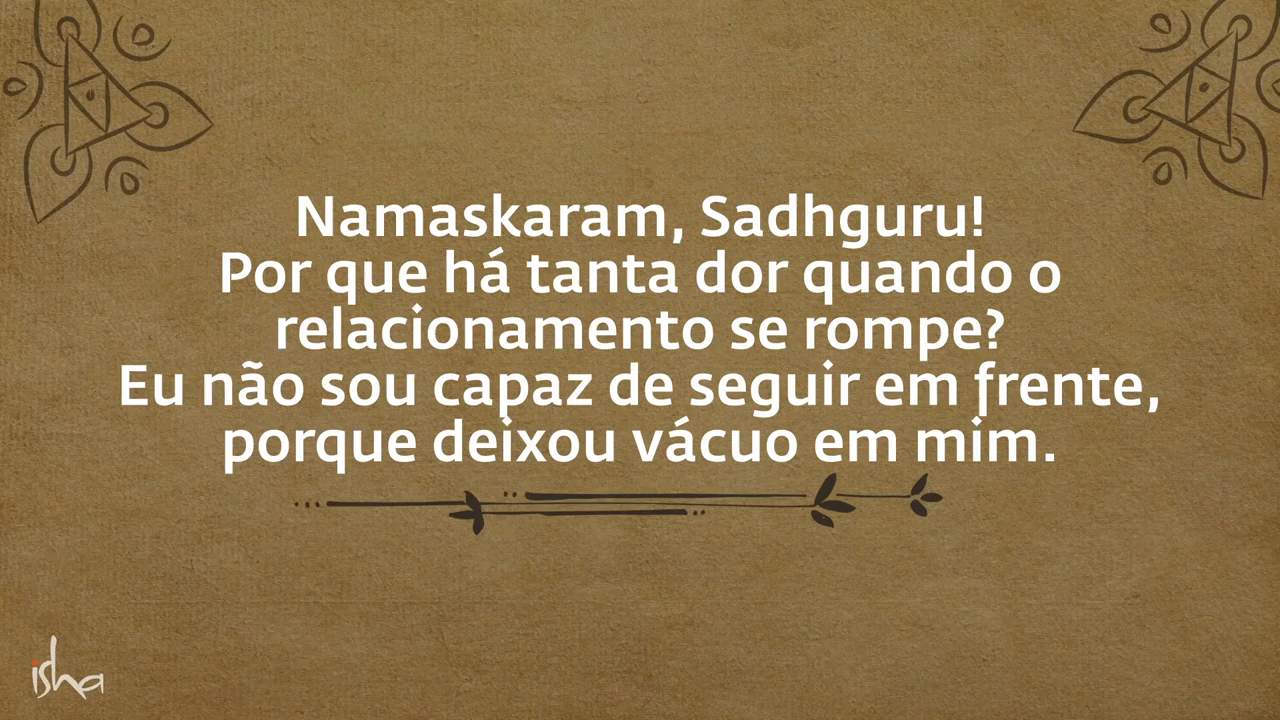 Namaskaram, Sadhguru!
Por que há tanta dor quando o
relacionamento se rompe?
Eu não sou capaz de seguir em frente,
porque deixou vácuo em mim.
isha